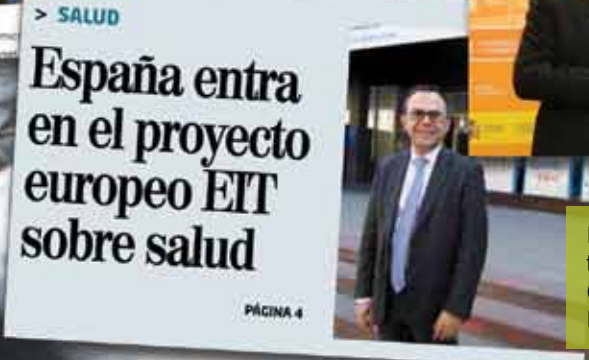 > SALUD
España entra
en el proyecto
europeo EIT
sobre salud
PÁGINA 4